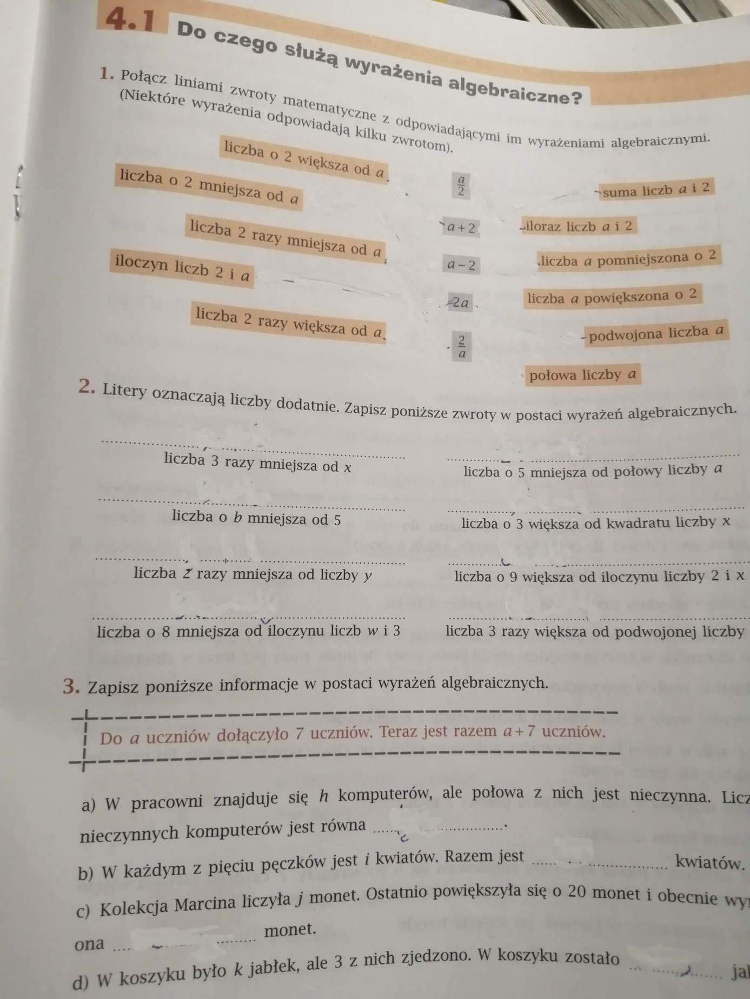 4.1 Do czego służą wyrażenia algebraiczne?
1. Połącz liniami zwroty matematyczne z odpowiadającymi im wyrażeniami algebraicznymi.
(Niektóre wyrażenia odpowiadają kilku zwrotom).
liczba o 2 większa od a
liczba o 2 mniejsza od a
liczba 2 razy mniejsza od a
iloczyn liczb 2 i a
liczba 2 razy większa od a
a/2
a + 2
a − 2
2a
2/a
suma liczb a i 2
iloraz liczb a i 2
liczba a pomniejszona o 2
liczba a powiększona o 2
podwojona liczba a
połowa liczby a
2. Litery oznaczają liczby dodatnie. Zapisz poniższe zwroty w postaci wyrażeń algebraicznych.
liczba 3 razy mniejsza od x
liczba o 5 mniejsza od połowy liczby a
liczba o b mniejsza od 5
liczba o 3 większa od kwadratu liczby x
liczba z razy mniejsza od liczby y
liczba o 9 większa od iloczynu liczby 2 i x
liczba o 8 mniejsza od iloczynu liczb w i 3
liczba 3 razy większa od podwojonej liczby
3. Zapisz poniższe informacje w postaci wyrażeń algebraicznych.
Do a uczniów dołączyło 7 uczniów. Teraz jest razem a + 7 uczniów.
a) W pracowni znajduje się h komputerów, ale połowa z nich jest nieczynna. Licz
nieczynnych komputerów jest równa ...................
b) W każdym z pięciu pęczków jest i kwiatów. Razem jest ................... kwiatów.
c) Kolekcja Marcina liczyła j monet. Ostatnio powiększyła się o 20 monet i obecnie wy
ona ................... monet.
d) W koszyku było k jabłek, ale 3 z nich zjedzono. W koszyku zostało ................... ja